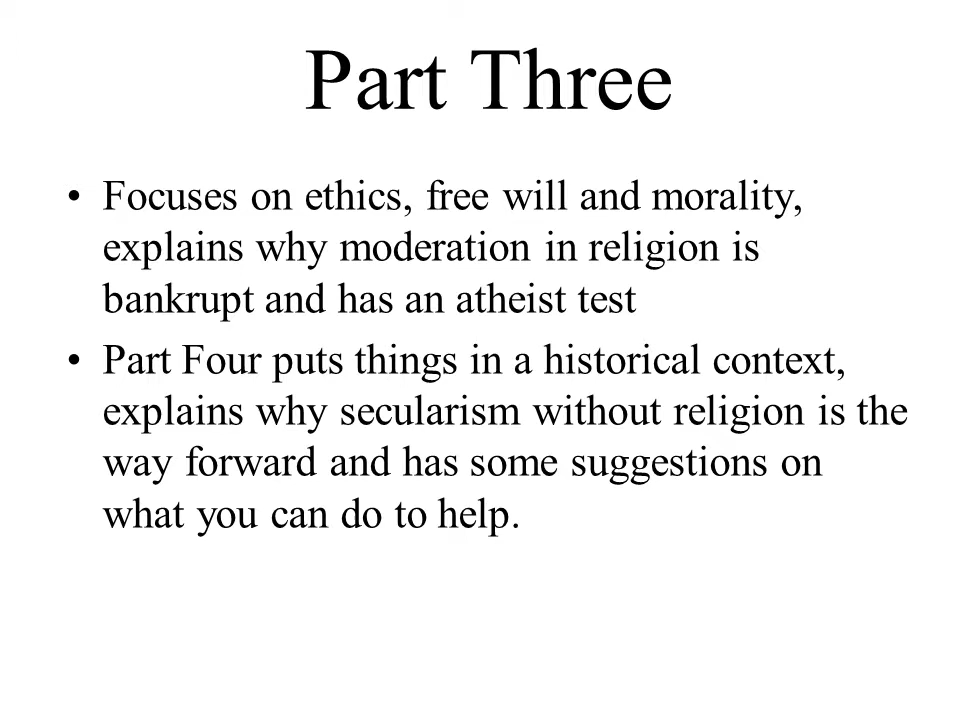 Part Three
• Focuses on ethics, free will and morality,
explains why moderation in religion is
bankrupt and has an atheist test
• Part Four puts things in a historical context,
explains why secularism without religion is the
way forward and has some suggestions on
what you can do to help.